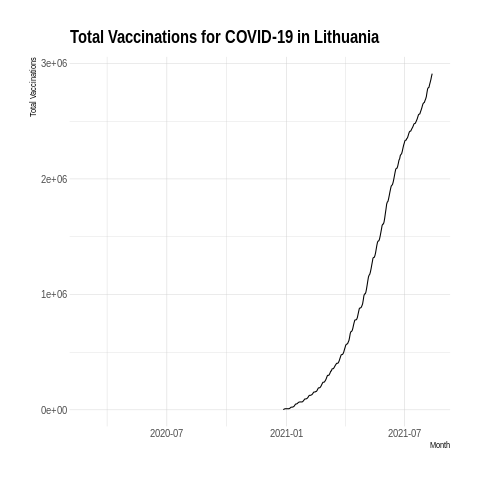 Total Vaccinations for COVID-19 in Lithuania
Total Vaccinations
3e+06
2e+06
1e+06
0e+00
2020-07
2021-01
2021-07
Month